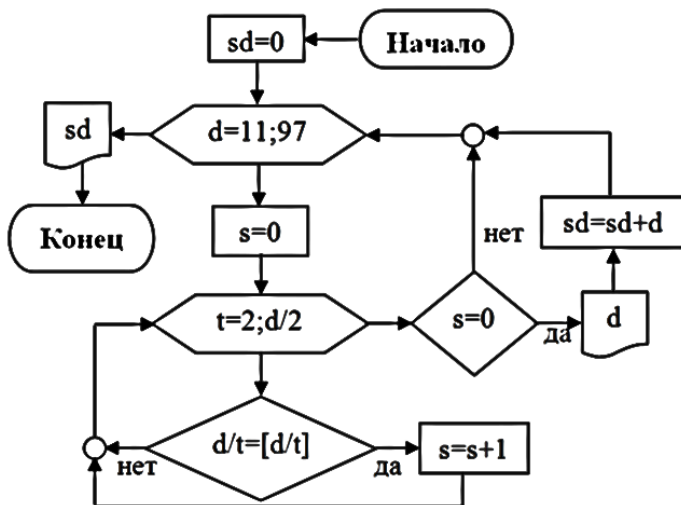 Начало
sd=0
d=11;97
sd
Конец
s=0
t=2;d/2
s=0
нет
да
d
sd=sd+d
d/t=[d/t]
нет
да
s=s+1